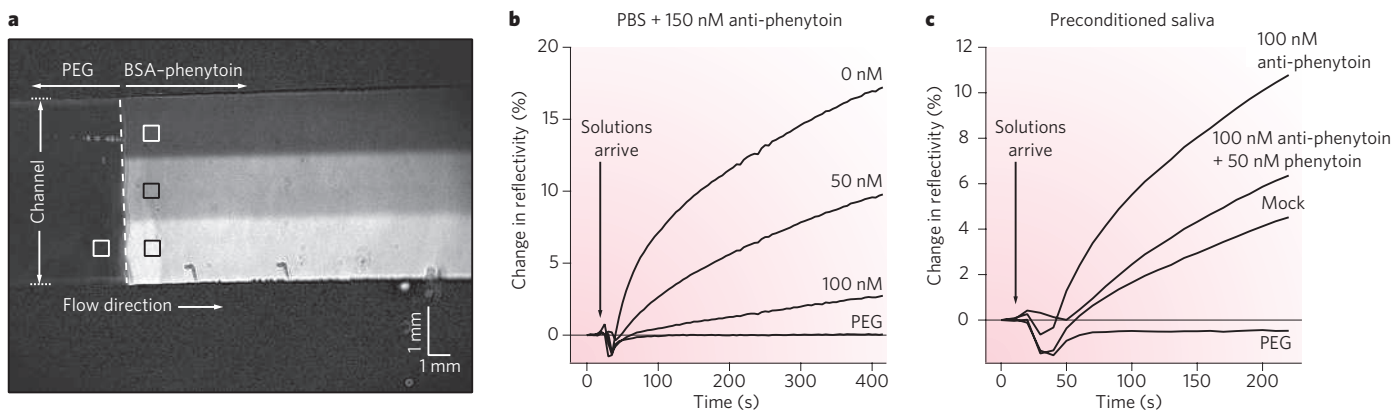 a
PEG
BSA–phenytoin
Channel
Flow direction
1 mm
1 mm
b
PBS + 150 nM anti-phenytoin
Change in reflectivity (%)
20
15
10
5
0
Solutions
arrive
0 nM
50 nM
100 nM
PEG
0
100
200
300
400
Time (s)
c
Preconditioned saliva
Change in reflectivity (%)
12
10
8
6
4
2
0
Solutions
arrive
100 nM
anti-phenytoin
100 nM anti-phenytoin
+ 50 nM phenytoin
Mock
PEG
0
50
100
150
200
Time (s)